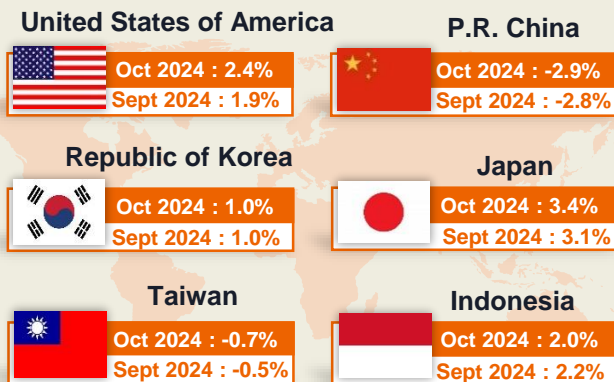 United States of America
Oct 2024 : 2.4%
Sept 2024 : 1.9%
P.R. China
Oct 2024 : -2.9%
Sept 2024 : -2.8%
Republic of Korea
Oct 2024 : 1.0%
Sept 2024 : 1.0%
Japan
Oct 2024 : 3.4%
Sept 2024 : 3.1%
Taiwan
Oct 2024 : -0.7%
Sept 2024 : -0.5%
Indonesia
Oct 2024 : 2.0%
Sept 2024 : 2.2%